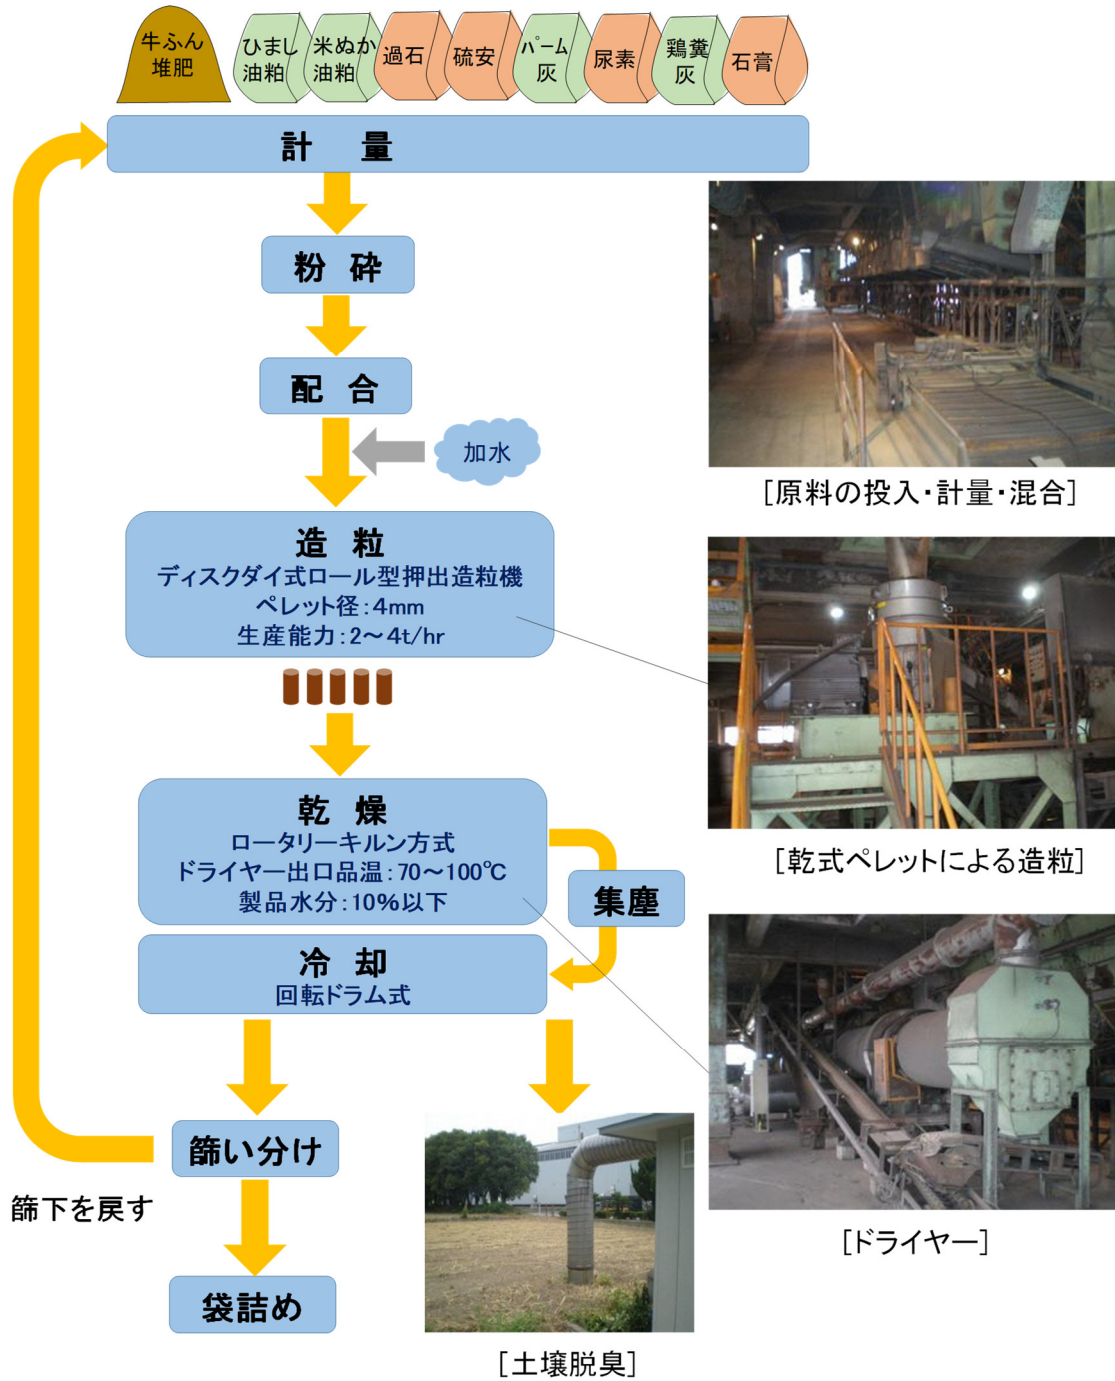 牛ふん
堆肥
ひまし
油粕
米ぬか
油粕
過石
硫安
パーム
灰
尿素
鶏糞
灰
石膏
計 量
粉 砕
配 合
加水
造 粒
ディスクダイ式ロール型押出造粒機
ペレット径:4mm
生産能力:2~4t/hr
乾 燥
ロータリーキルン方式
ドライヤー出口品温:70~100℃
製品水分:10%以下
集塵
冷 却
回転ドラム式
篩い分け
篩下を戻す
袋詰め
[原料の投入・計量・混合]
[乾式ペレットによる造粒]
[ドライヤー]
[土壌脱臭]